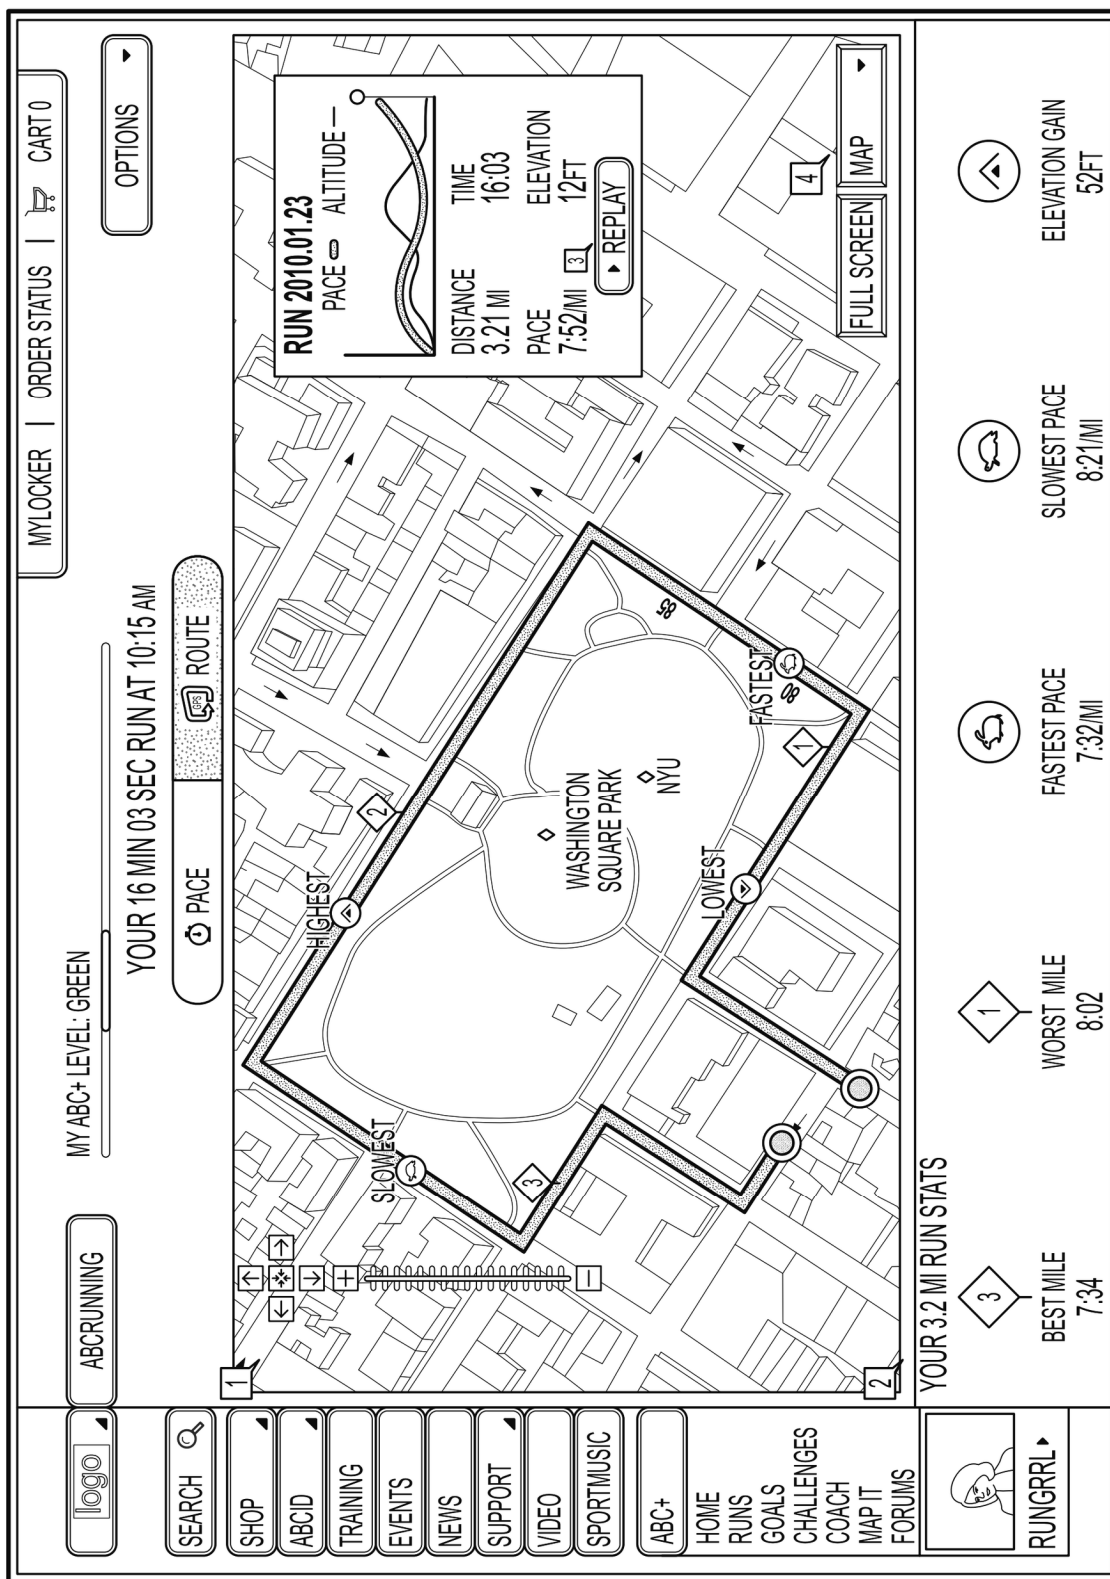 logo
ABCRUNNING
MY ABC+ LEVEL: GREEN
MYLOCKER | ORDER STATUS | CART 0
YOUR 16 MIN 03 SEC RUN AT 10:15 AM
OPTIONS
PACE
GPS
ROUTE
SEARCH
SHOP
ABCID
TRAINING
EVENTS
NEWS
SUPPORT
VIDEO
SPORTMUSIC
ABC+
HOME
RUNS
GOALS
CHALLENGES
COACH
MAP IT
FORUMS
RUNGRRL
1
2
SLOWEST
HIGHEST
2
3
WASHINGTON
SQUARE PARK
NYU
LOWEST
1
FASTEST
80
85
RUN 2010.01.23
PACE
ALTITUDE
DISTANCE
3.21 MI
TIME
16:03
PACE
7:52/MI
ELEVATION
12FT
3
REPLAY
4
FULL SCREEN
MAP
YOUR 3.2 MI RUN STATS
3
BEST MILE
7:34
1
WORST MILE
8:02
FASTEST PACE
7:32/MI
SLOWEST PACE
8:21/MI
ELEVATION GAIN
52FT